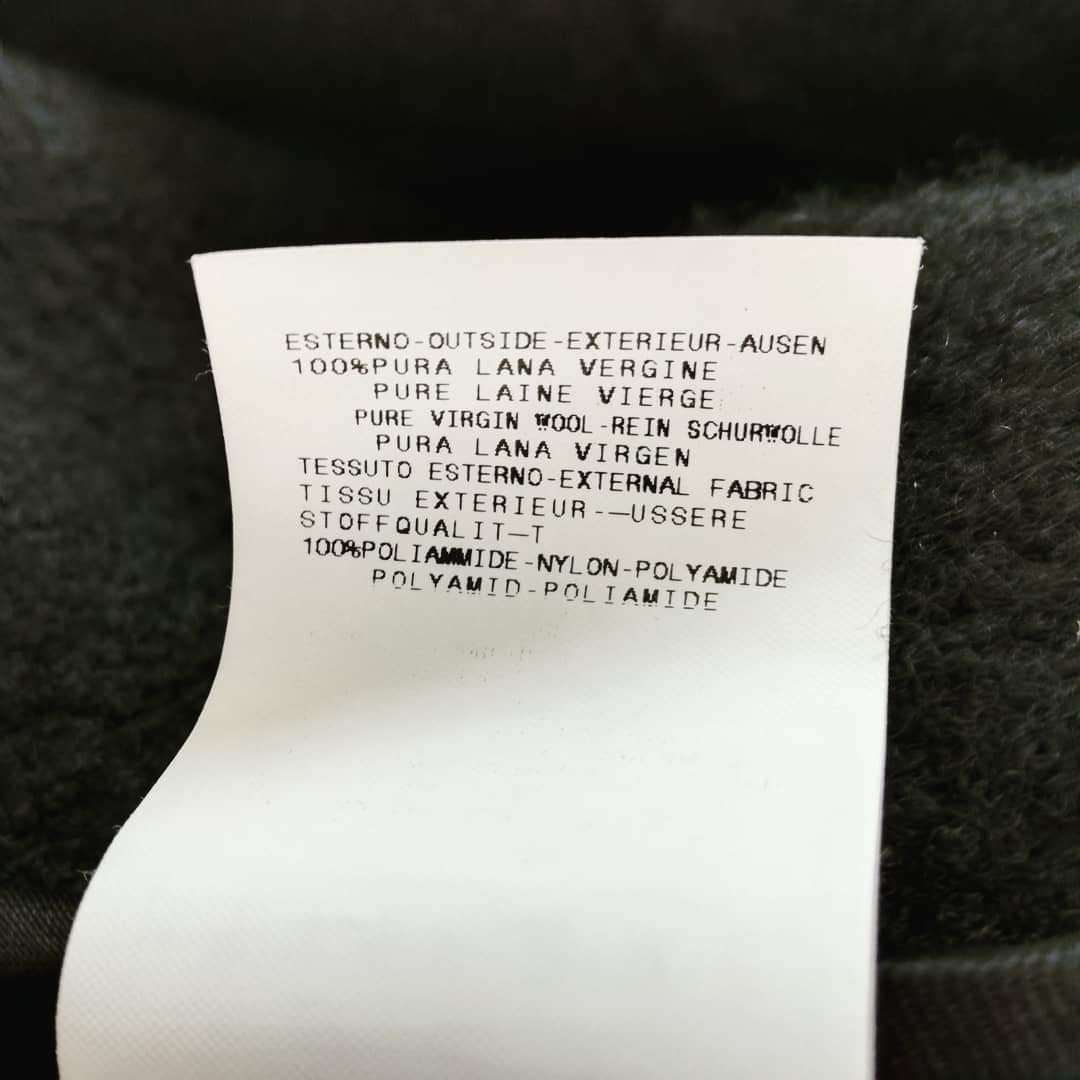 ESTERNO-OUTSIDE-EXTERIEUR-AUSEN
100%PURA LANA VERGINE
PURE LAINE VIERGE
PURE VIRGIN WOOL-REIN SCHURWOLLE
PURA LANA VIRGEN
TESSUTO ESTERNO-EXTERNAL FABRIC
TISSU EXTERIEUR-—USSERE
STOFFQUALIT—T
100%POLIAMMIDE-NYLON-POLYAMIDE
POLYAMID-POLIAMIDE